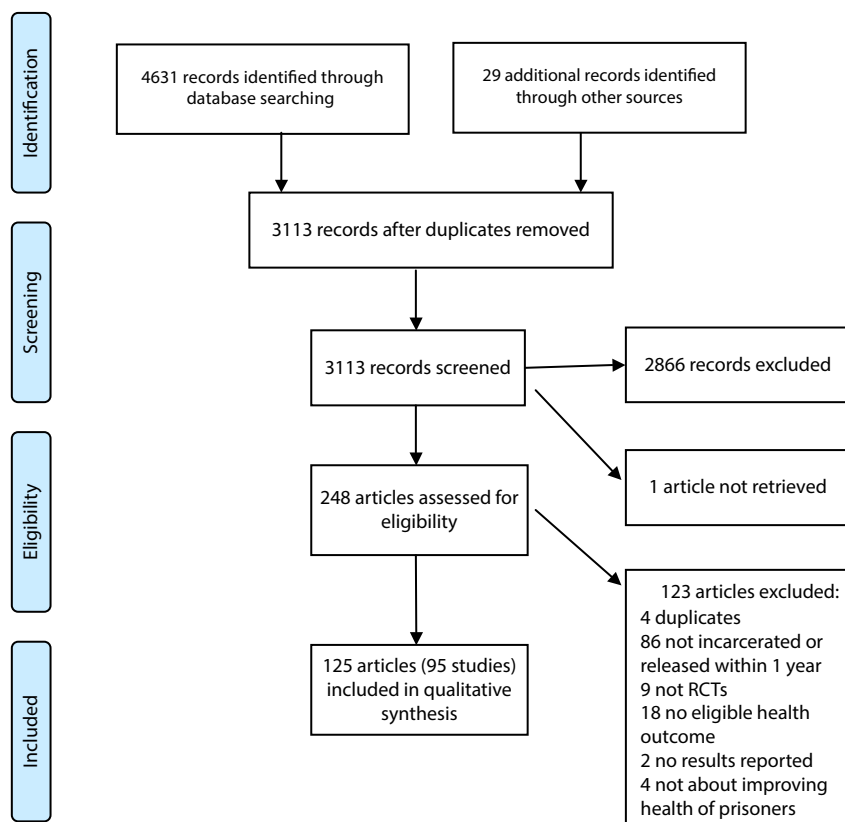 Identification
4631 records identified through
database searching
29 additional records identified
through other sources
3113 records after duplicates removed
Screening
3113 records screened
2866 records excluded
1 article not retrieved
Eligibility
248 articles assessed for
eligibility
123 articles excluded:
4 duplicates
86 not incarcerated or
released within 1 year
9 not RCTs
18 no eligible health
outcome
2 no results reported
4 not about improving
health of prisoners
Included
125 articles (95 studies)
included in qualitative
synthesis